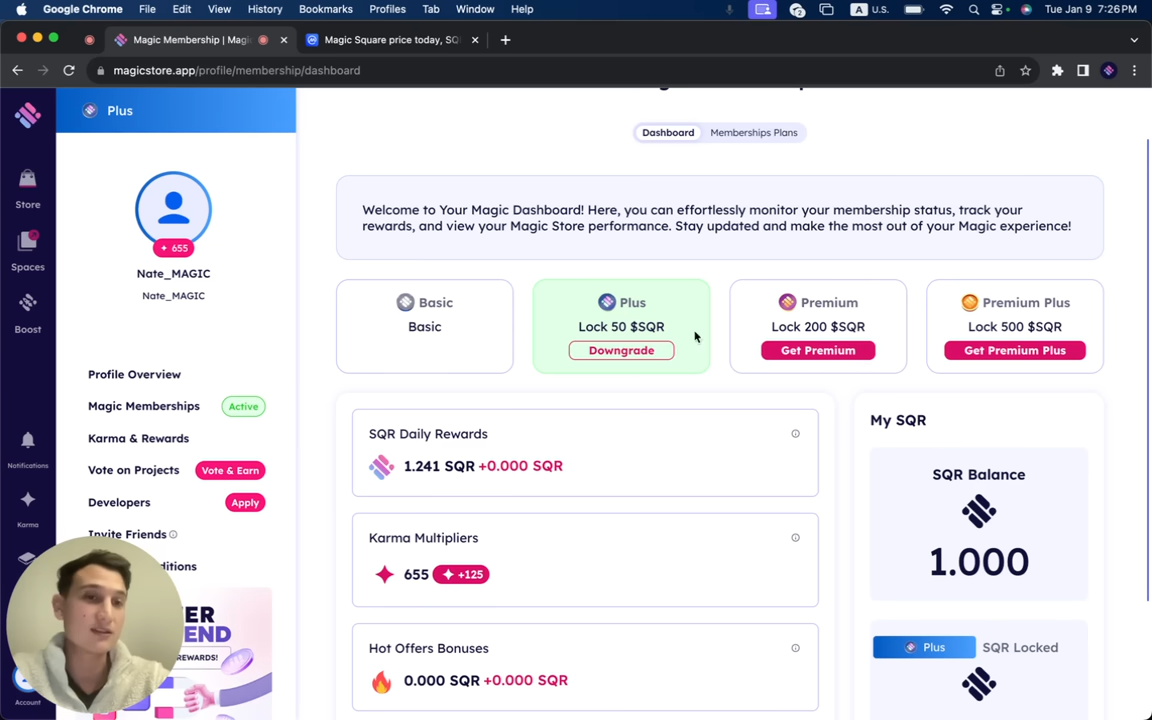 Google Chrome File Edit View History Bookmarks Profiles Tab Window Help
2 A U.S. Tue Jan 9 7:26 PM
Magic Membership | Mag
Magic Square price today, SQ
magicstore.app/profile/membership/dashboard
Store
Spaces
Boost
Notifications
Karma
Account
Plus
655
Nate_MAGIC
Nate_MAGIC
Profile Overview
Magic Memberships Active
Karma & Rewards
Vote on Projects Vote & Earn
Developers Apply
Invite Friends
ditions
ER
END
REWARDS!
Dashboard Memberships Plans
Welcome to Your Magic Dashboard! Here, you can effortlessly monitor your membership status, track your
rewards, and view your Magic Store performance. Stay updated and make the most out of your Magic experience!
Basic
Basic
Plus
Lock 50 $SQR
Downgrade
Premium
Lock 200 $SQR
Get Premium
Premium Plus
Lock 500 $SQR
Get Premium Plus
SQR Daily Rewards
1.241 SQR +0.000 SQR
Karma Multipliers
655 +125
Hot Offers Bonuses
0.000 SQR +0.000 SQR
My SQR
SQR Balance
1.000
Plus SQR Locked